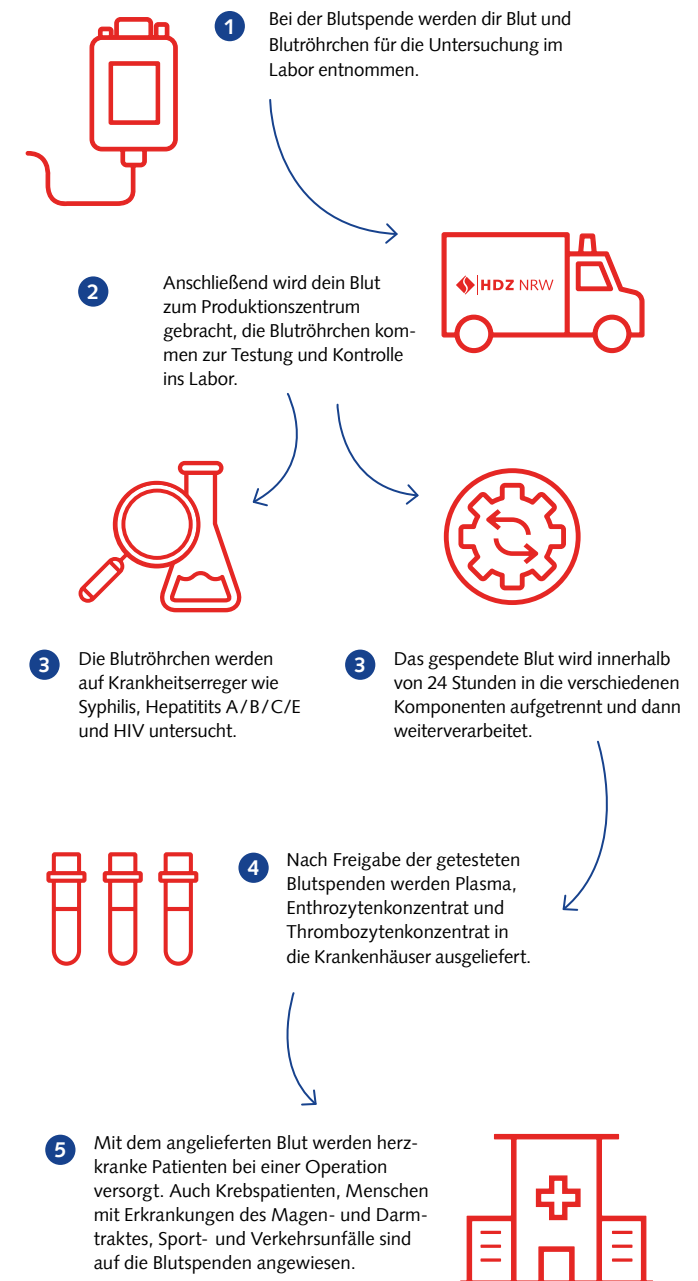 1
Bei der Blutspende werden dir Blut und
Blutröhrchen für die Untersuchung im
Labor entnommen.
HDZ NRW
2
Anschließend wird dein Blut
zum Produktionszentrum
gebracht, die Blutröhrchen kom-
men zur Testung und Kontrolle
ins Labor.
3
Die Blutröhrchen werden
auf Krankheitserreger wie
Syphilis, Hepatitits A/B/C/E
und HIV untersucht.
3
Das gespendete Blut wird innerhalb
von 24 Stunden in die verschiedenen
Komponenten aufgetrennt und dann
weiterverarbeitet.
4
Nach Freigabe der getesteten
Blutspenden werden Plasma,
Enthrozytenkonzentrat und
Thrombozytenkonzentrat in
die Krankenhäuser ausgeliefert.
5
Mit dem angelieferten Blut werden herz-
kranke Patienten bei einer Operation
versorgt. Auch Krebspatienten, Menschen
mit Erkrankungen des Magen- und Darm-
traktes, Sport- und Verkehrsunfälle sind
auf die Blutspenden angewiesen.